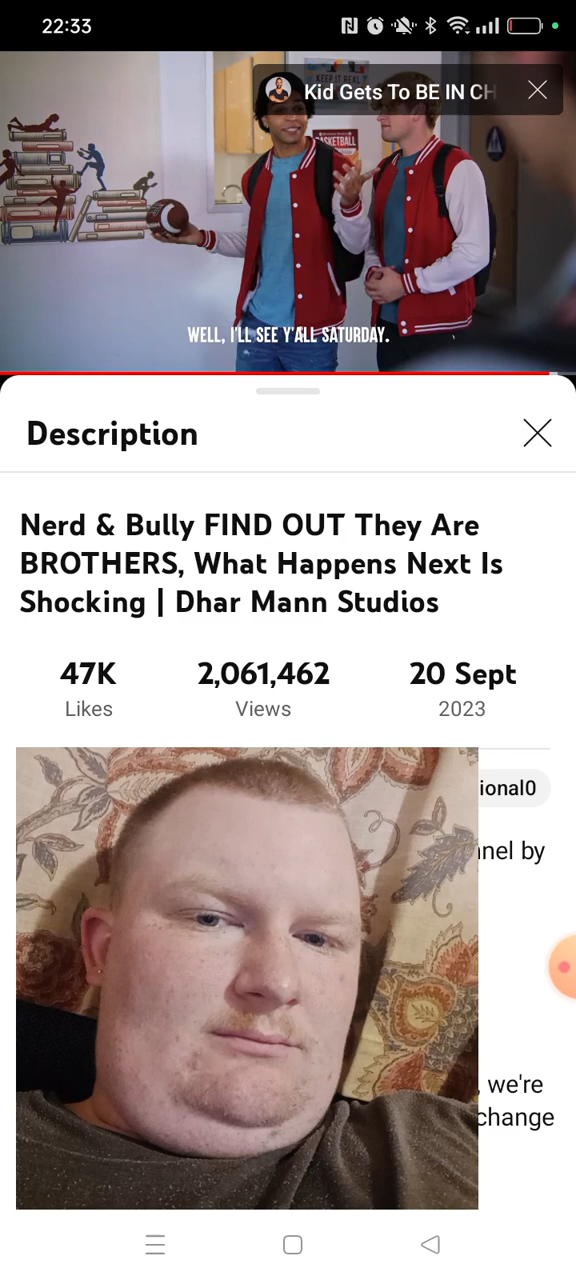 22:33
KEEP IT REAL
Kid Gets To BE IN CH
BASKETBALL
WELL, I'LL SEE Y'ALL SATURDAY.
Description
Nerd & Bully FIND OUT They Are
BROTHERS, What Happens Next Is
Shocking | Dhar Mann Studios
47K
2,061,462
20 Sept
Likes
Views
2023
ional0
nnel by
, we're
change